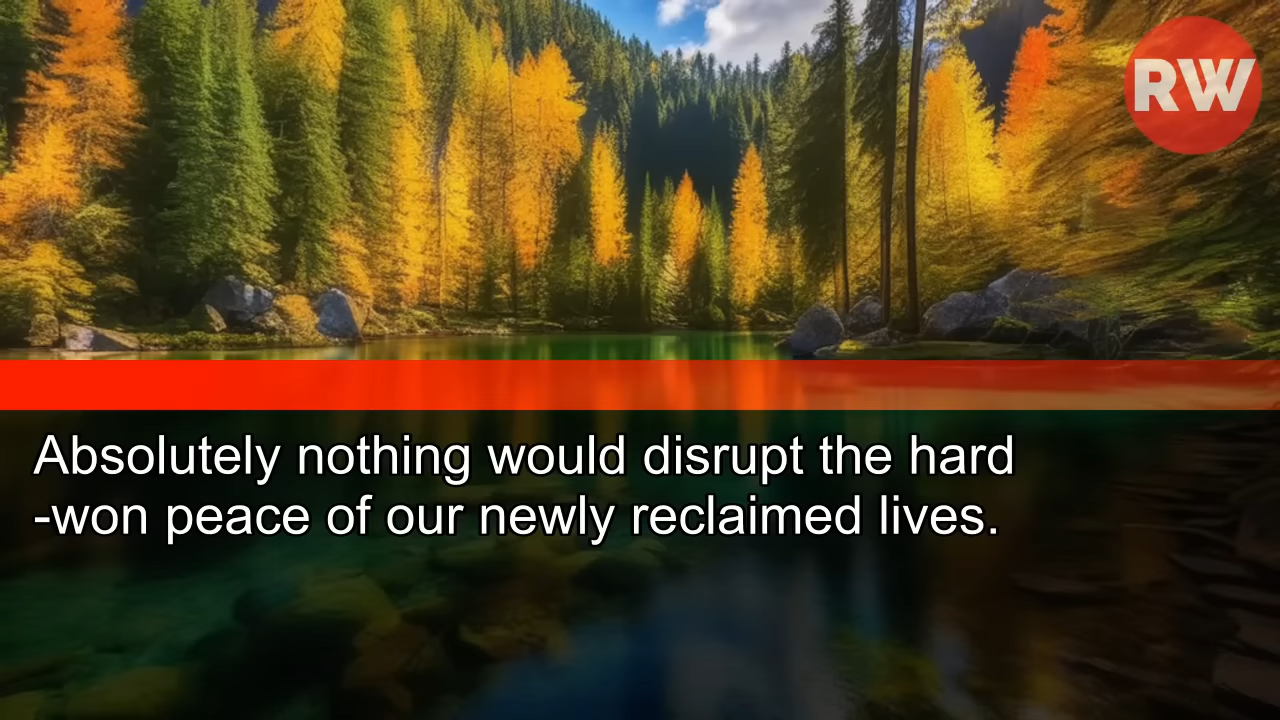 RW
Absolutely nothing would disrupt the hard
-won peace of our newly reclaimed lives.